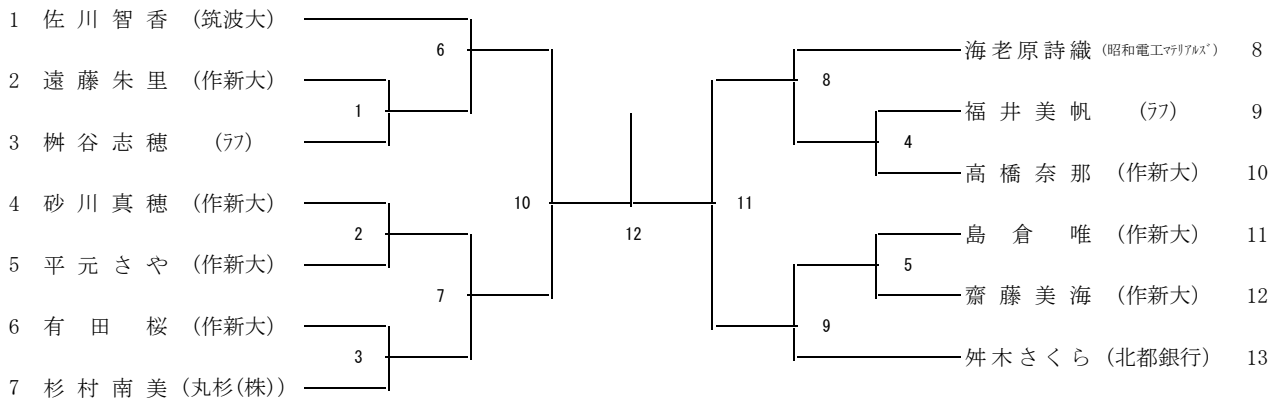 1 佐川智香 (筑波大)
2 遠藤朱里 (作新大)
3 桝谷志穂 (ﾗﾌ)
4 砂川真穂 (作新大)
5 平元さや (作新大)
6 有田桜 (作新大)
7 杉村南美 (丸杉(株))
6
1
2
7
3
10
12
11
8
4
5
9
海老原詩織 (昭和電工ﾏﾃﾘｱﾙｽﾞ) 8
福井美帆 (ﾗﾌ) 9
高橋奈那 (作新大) 10
島倉唯 (作新大) 11
齋藤美海 (作新大) 12
舛木さくら (北都銀行) 13